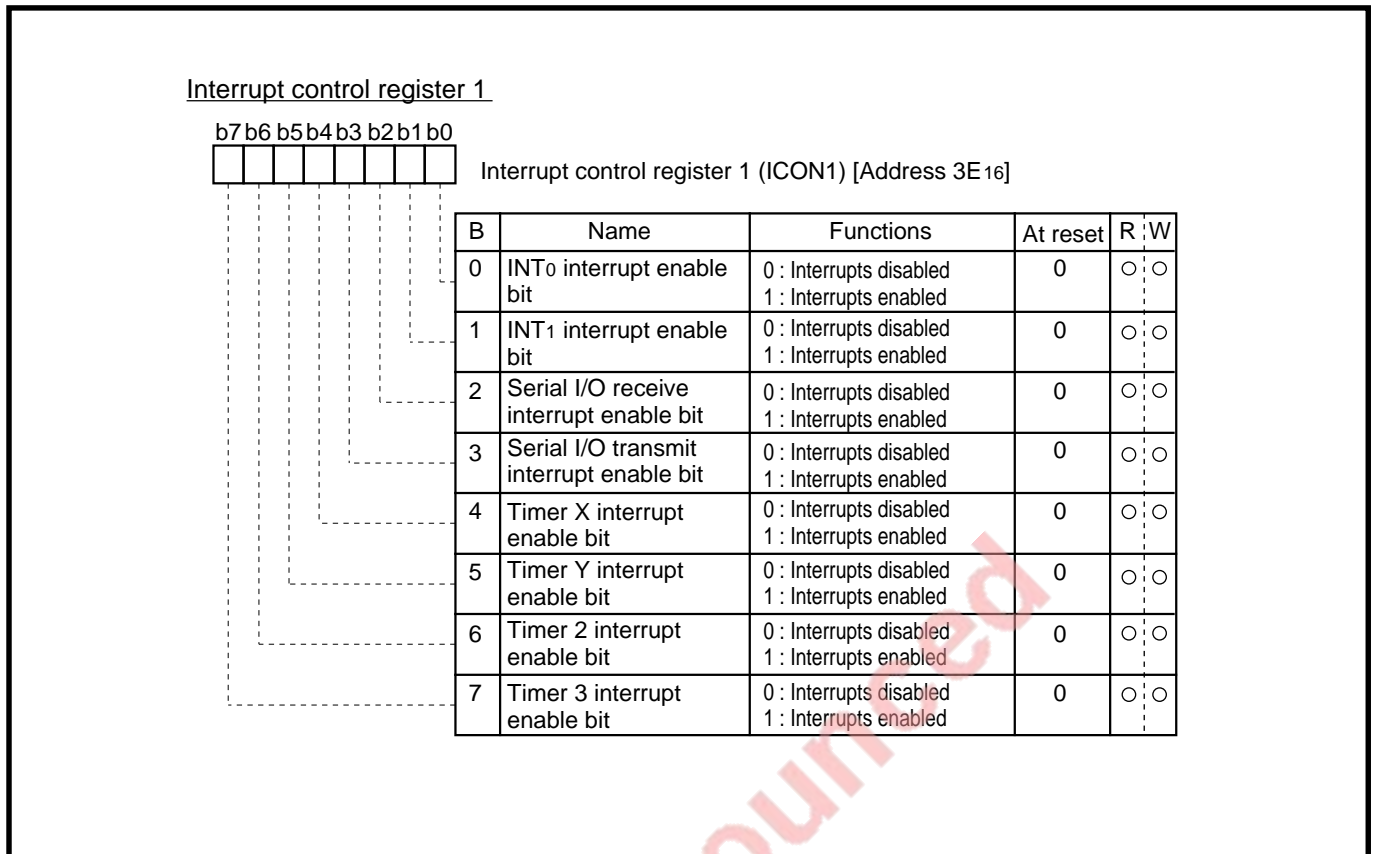 Interrupt control register 1
b7 b6 b5 b4 b3 b2 b1 b0
Interrupt control register 1 (ICON1) [Address 3E16]
B Name Functions At reset R W
0 INT0 interrupt enable bit 0 : Interrupts disabled 1 : Interrupts enabled 0 ○ ○
1 INT1 interrupt enable bit 0 : Interrupts disabled 1 : Interrupts enabled 0 ○ ○
2 Serial I/O receive interrupt enable bit 0 : Interrupts disabled 1 : Interrupts enabled 0 ○ ○
3 Serial I/O transmit interrupt enable bit 0 : Interrupts disabled 1 : Interrupts enabled 0 ○ ○
4 Timer X interrupt enable bit 0 : Interrupts disabled 1 : Interrupts enabled 0 ○ ○
5 Timer Y interrupt enable bit 0 : Interrupts disabled 1 : Interrupts enabled 0 ○ ○
6 Timer 2 interrupt enable bit 0 : Interrupts disabled 1 : Interrupts enabled 0 ○ ○
7 Timer 3 interrupt enable bit 0 : Interrupts disabled 1 : Interrupts enabled 0 ○ ○